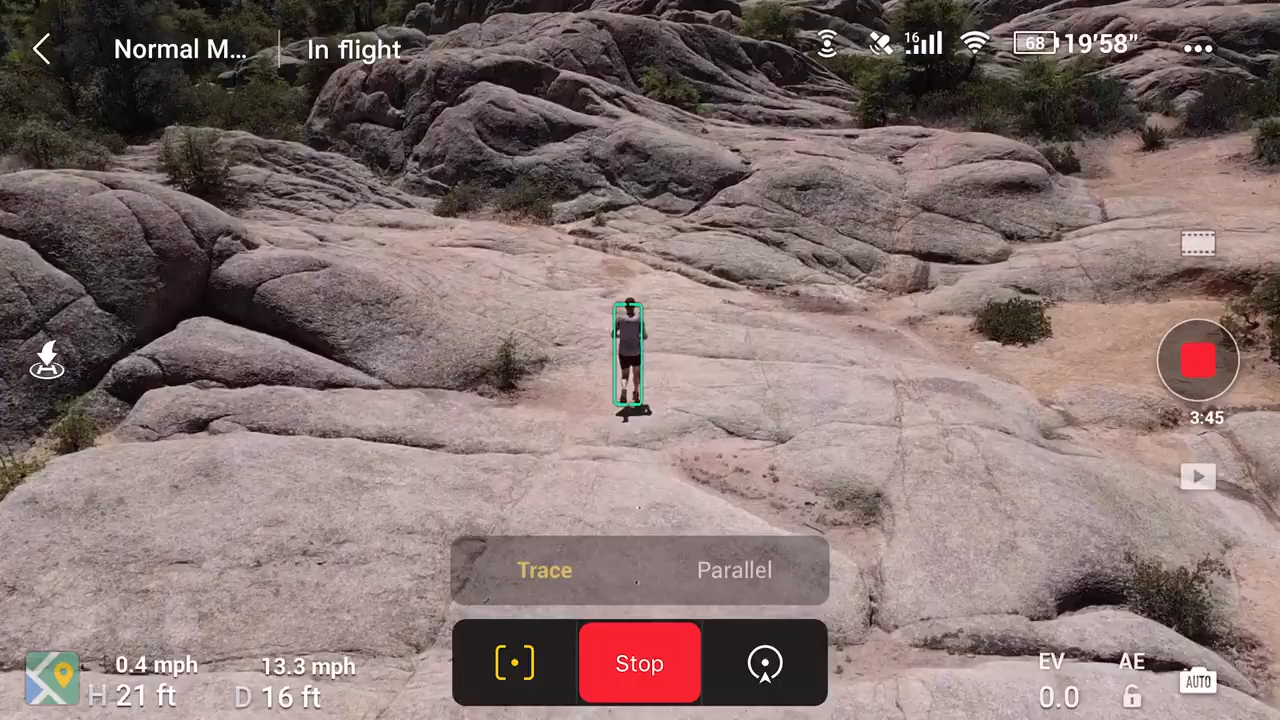 Normal M... In flight 16 68 19'58”
3:45
Trace Parallel
Stop
0.4 mph 13.3 mph
H 21 ft D 16 ft
EV AE
0.0 AUTO